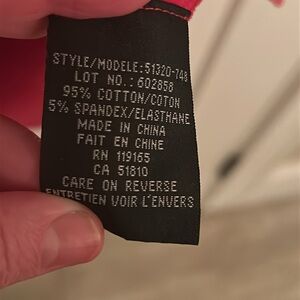 STYLE/MODELE: 51320-748
LOT NO.: 602858
95% COTTON/COTON
5% SPANDEX/ELASTHANE
MADE IN CHINA
FAIT EN CHINE
RN 119165
CA 51810
CARE ON REVERSE
ENTRETIEN VOIR L'ENVERS